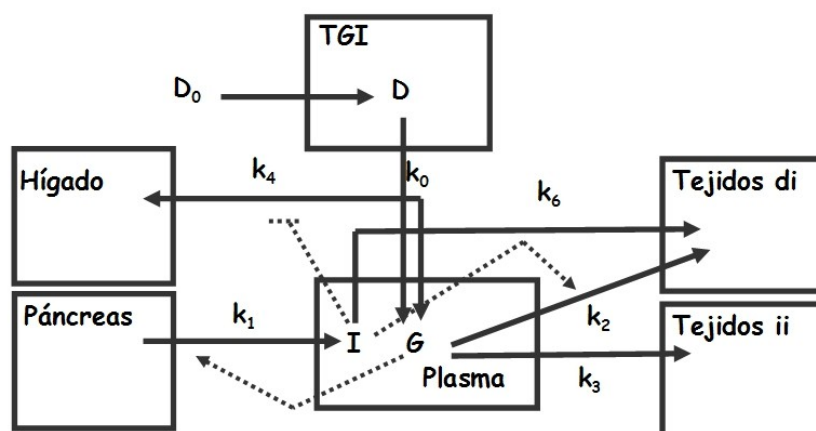 TGI
D₀
D
Hígado
k₄
k₀
k₆
Tejidos di
Páncreas
k₁
I
G
k₂
Tejidos ii
Plasma
k₃